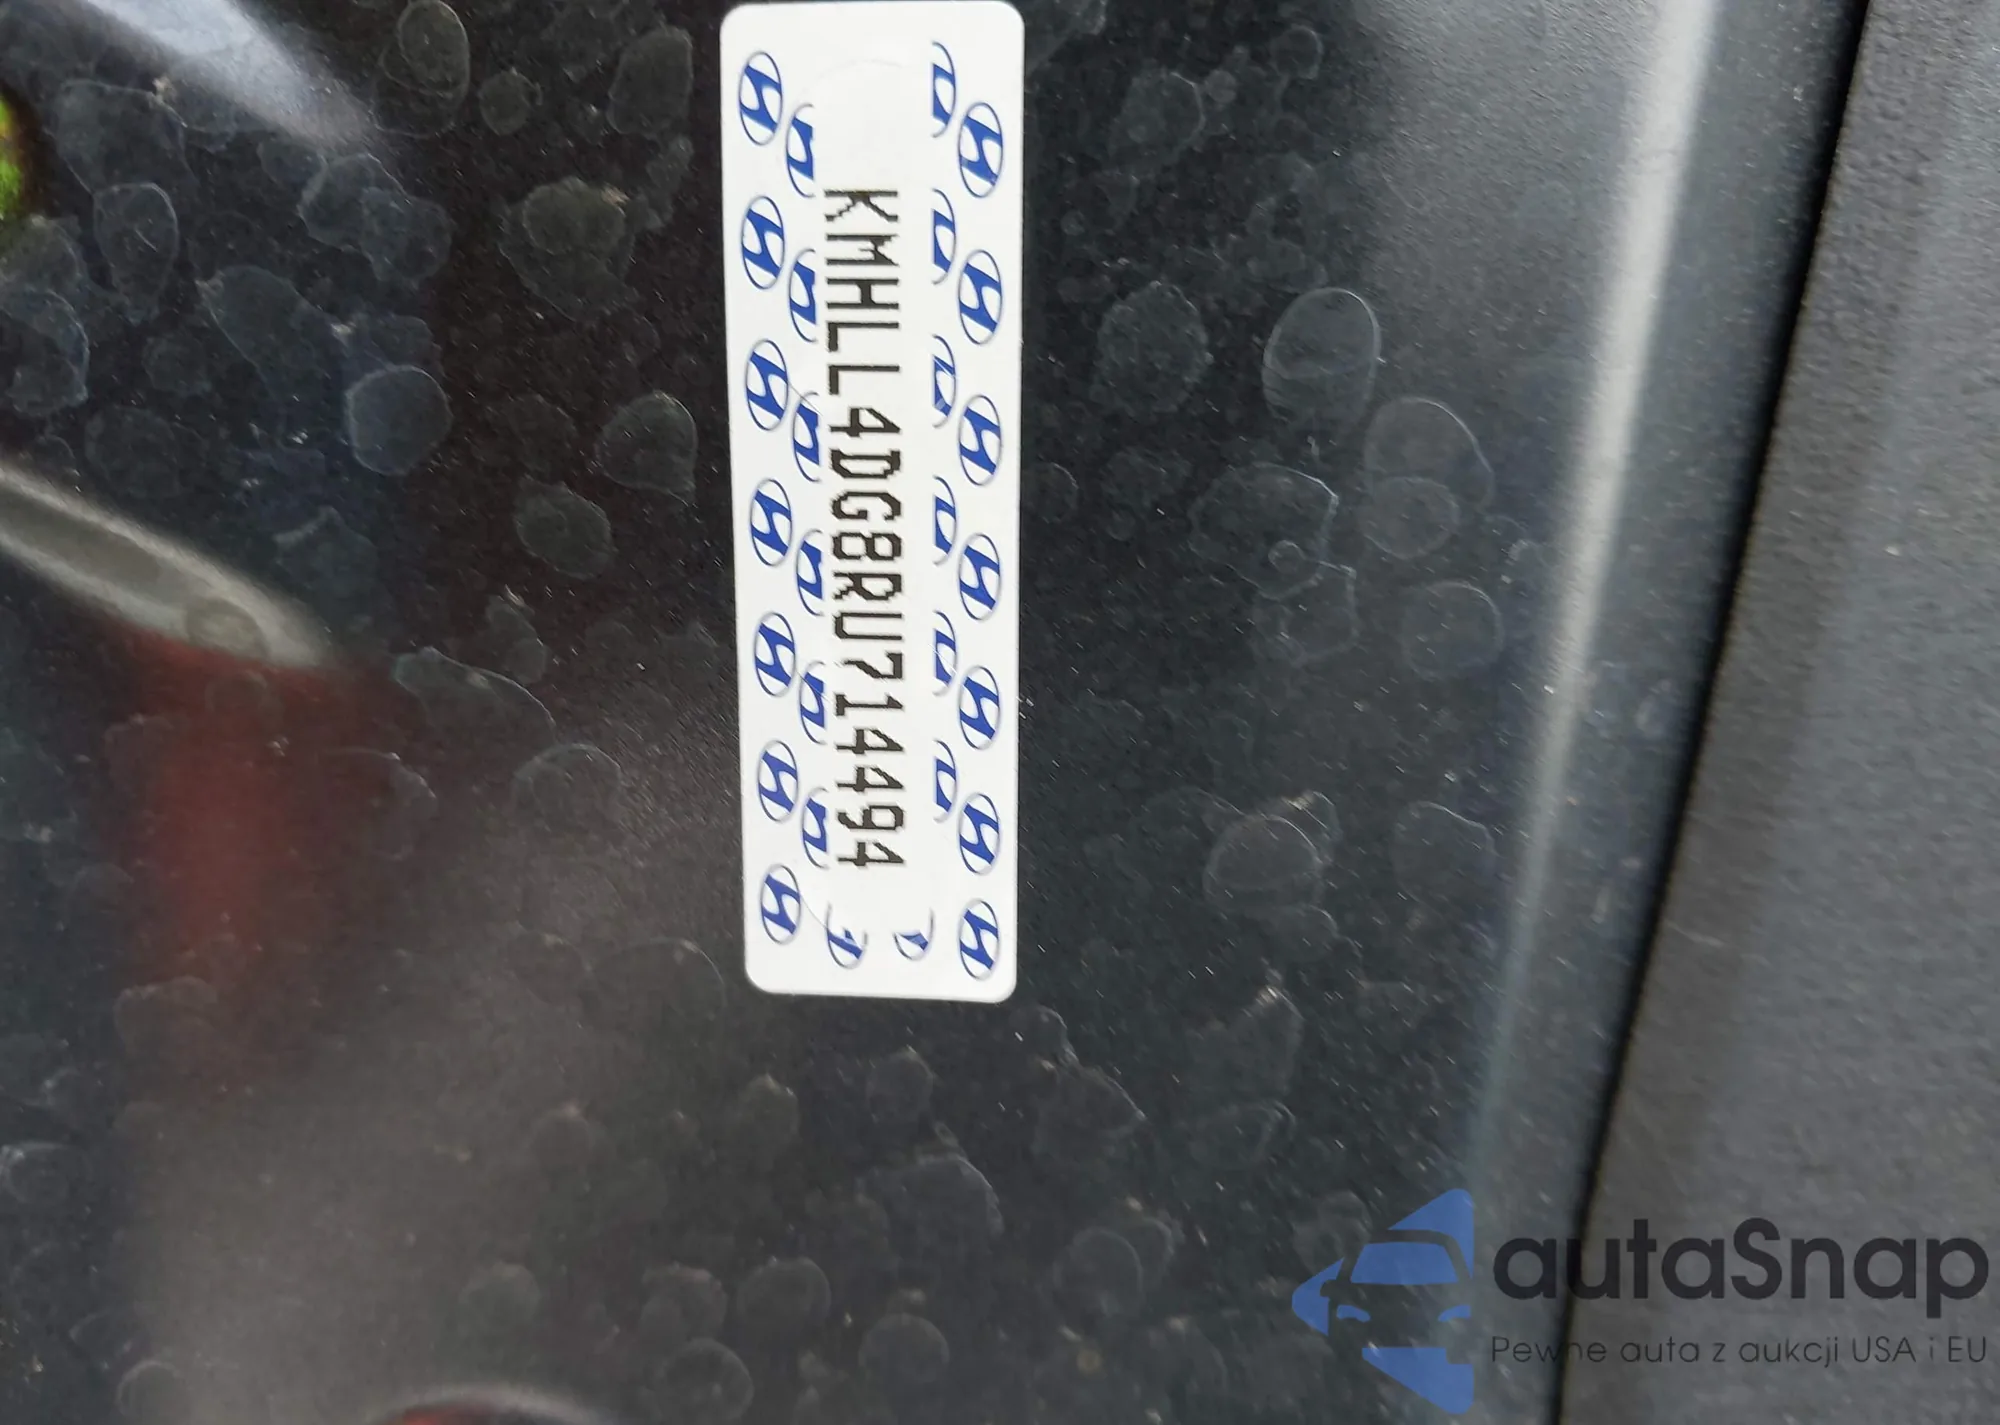 KMHLL4DG8RU714494
autaSnap
Pewne auta z aukcji USA i EU